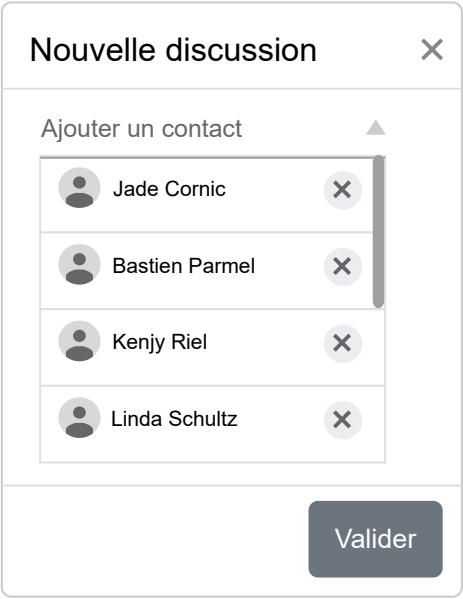 Nouvelle discussion
Ajouter un contact
Jade Cornic
Bastien Parmel
Kenjy Riel
Linda Schultz
Valider